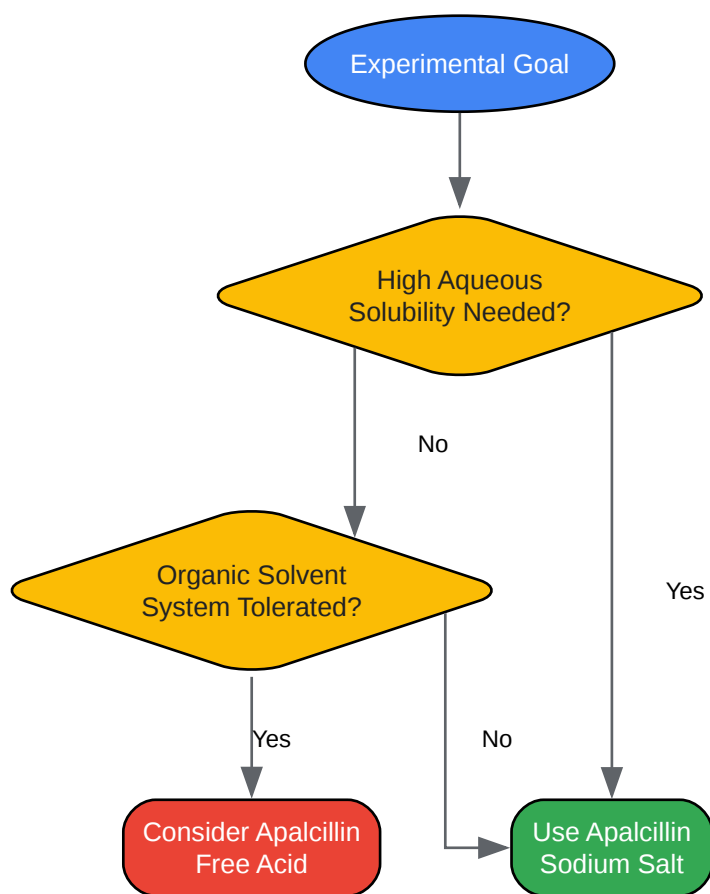 Experimental Goal
High Aqueous
Solubility Needed?
No
Organic Solvent
System Tolerated?
Yes
Yes
No
Consider Apalcillin
Free Acid
Use Apalcillin
Sodium Salt